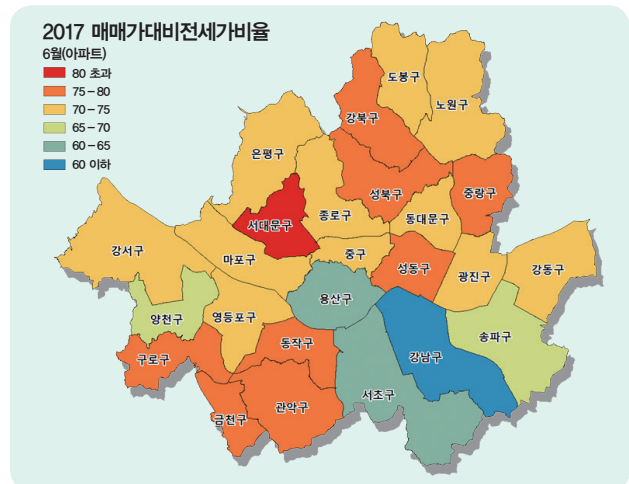 2017 매매가대비전세가비율
6월(아파트)
80 초과
75-80
70-75
65-70
60-65
60 이하
도봉구
노원구
강북구
은평구
성북구
중랑구
종로구
동대문구
서대문구
강서구
마포구
중구
성동구
광진구
강동구
용산구
양천구
영등포구
송파구
동작구
강남구
구로구
서초구
관악구
금천구